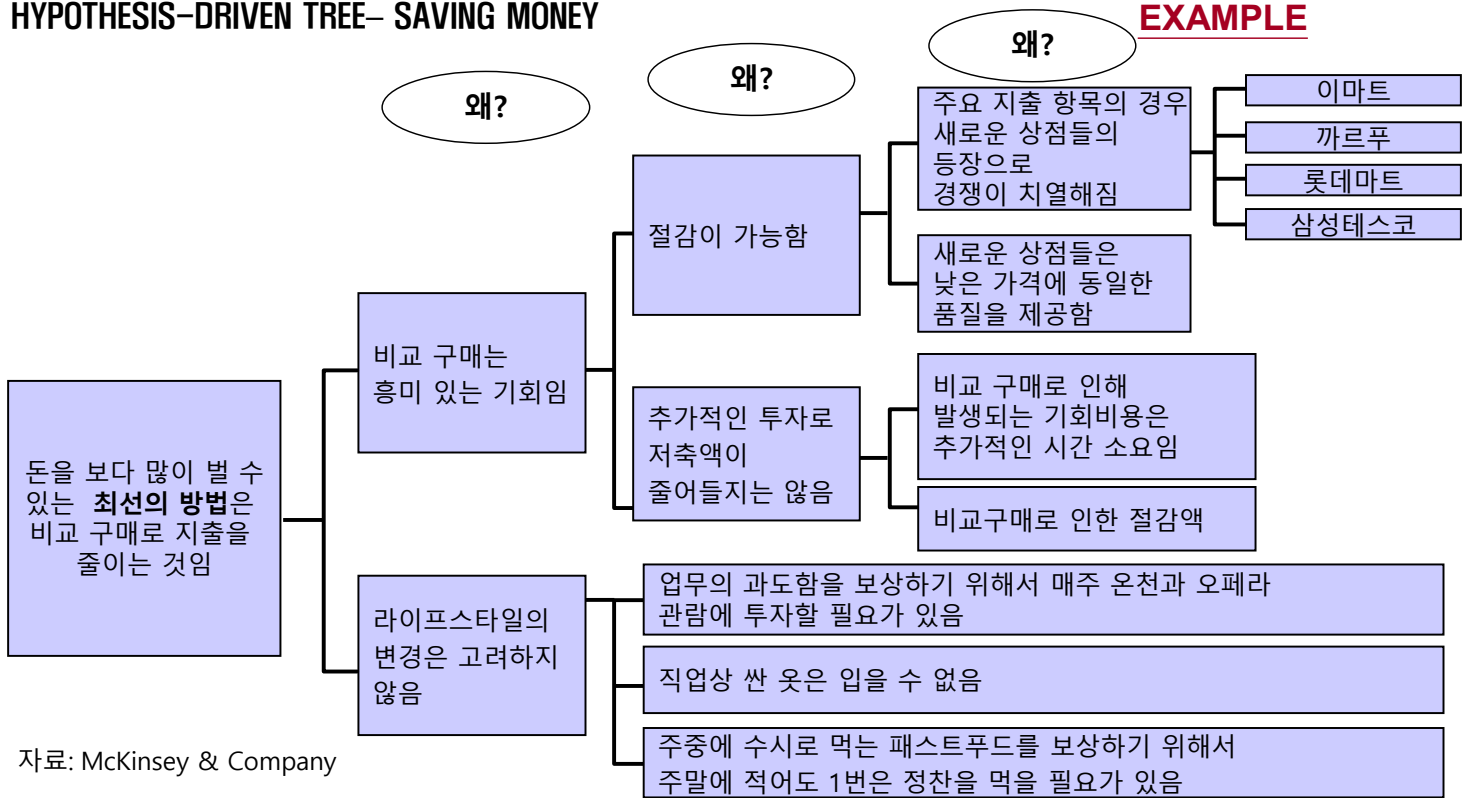 HYPOTHESIS-DRIVEN TREE– SAVING MONEY
EXAMPLE
왜?
왜?
왜?
돈을 보다 많이 벌 수
있는 최선의 방법은
비교 구매로 지출을
줄이는 것임
비교 구매는
흥미 있는 기회임
라이프스타일의
변경은 고려하지
않음
절감이 가능함
추가적인 투자로
저축액이
줄어들지는 않음
주요 지출 항목의 경우
새로운 상점들의
등장으로
경쟁이 치열해짐
새로운 상점들은
낮은 가격에 동일한
품질을 제공함
비교 구매로 인해
발생되는 기회비용은
추가적인 시간 소요임
비교구매로 인한 절감액
이마트
까르푸
롯데마트
삼성테스코
업무의 과도함을 보상하기 위해서 매주 온천과 오페라
관람에 투자할 필요가 있음
직업상 싼 옷은 입을 수 없음
주중에 수시로 먹는 패스트푸드를 보상하기 위해서
주말에 적어도 1번은 정찬을 먹을 필요가 있음
자료: McKinsey & Company